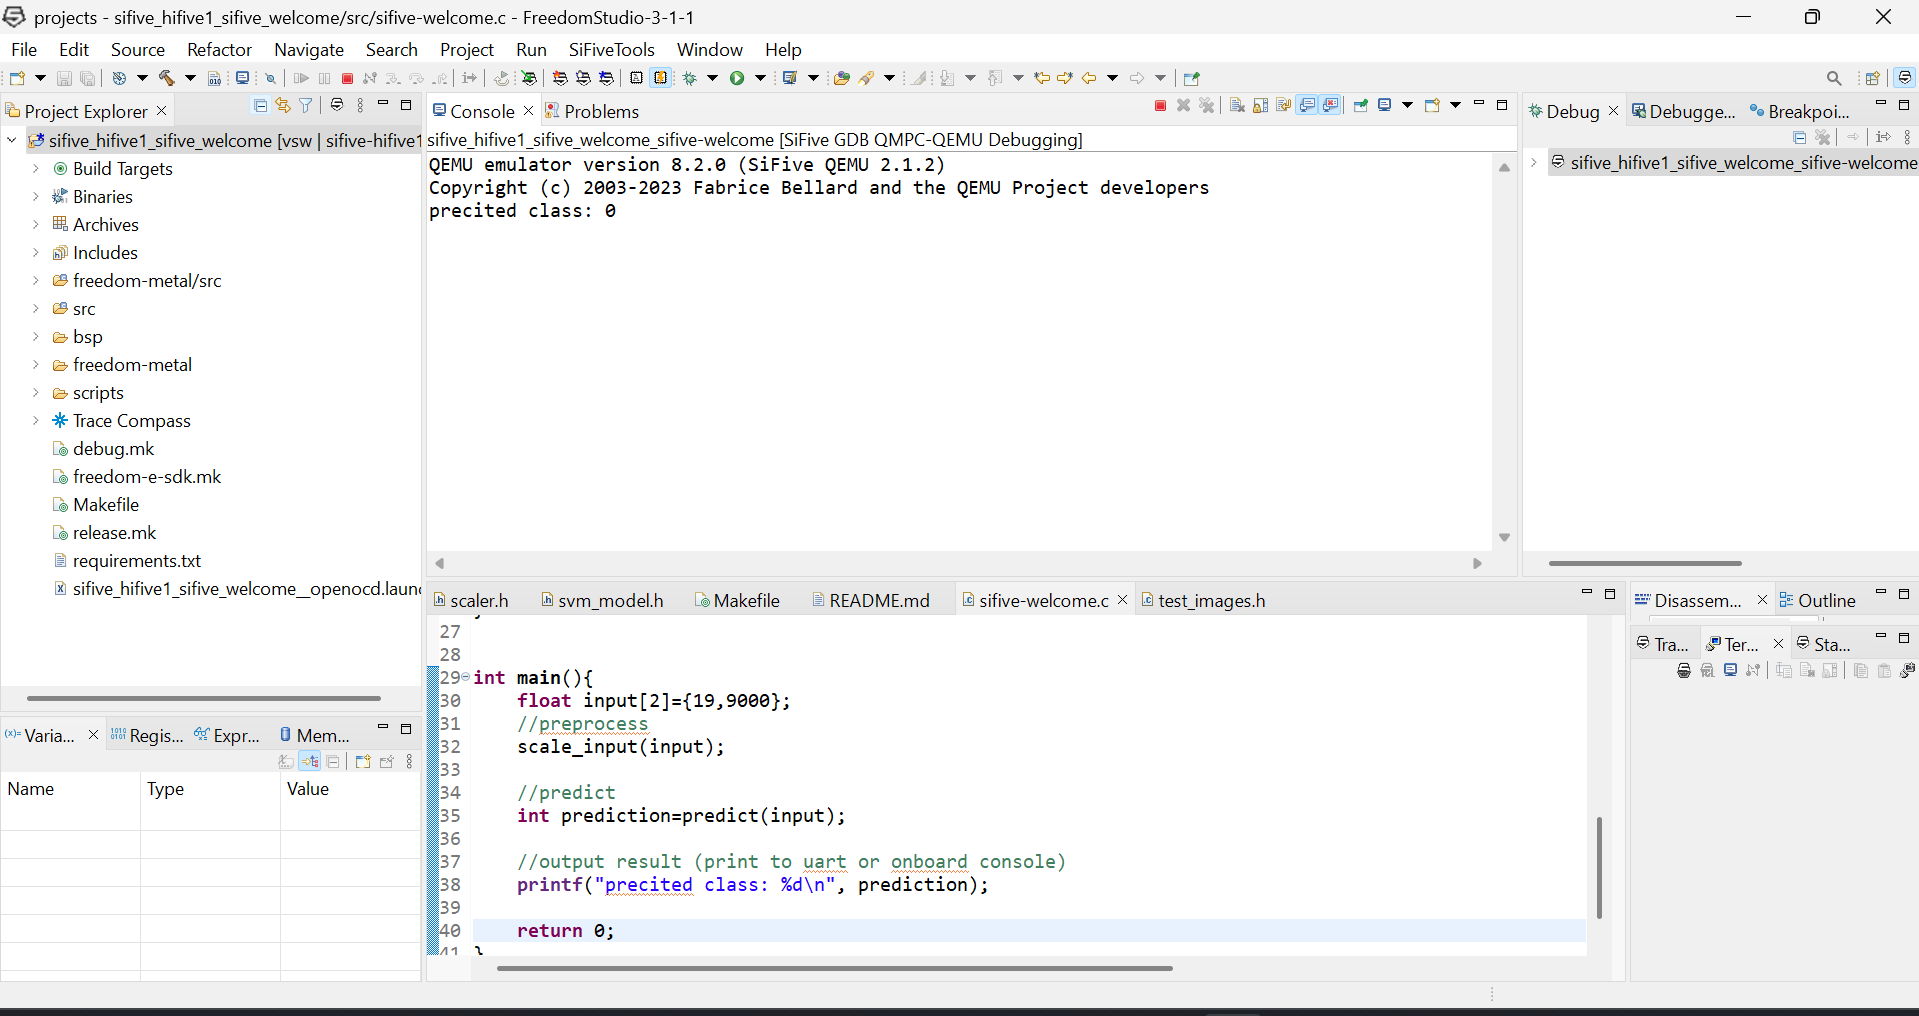 projects - sifive_hifive1_sifive_welcome/src/sifive-welcome.c - FreedomStudio-3-1-1
File Edit Source Refactor Navigate Search Project Run SiFiveTools Window Help
Project Explorer
sifive_hifive1_sifive_welcome [vsw | sifive-hifive1
Build Targets
Binaries
Archives
Includes
freedom-metal/src
src
bsp
freedom-metal
scripts
Trace Compass
debug.mk
freedom-e-sdk.mk
Makefile
release.mk
requirements.txt
sifive_hifive1_sifive_welcome__openocd.laun
Varia... Regis... Expr... Mem...
Name Type Value
Console Problems
sifive_hifive1_sifive_welcome_sifive-welcome [SiFive GDB QMPC-QEMU Debugging]
QEMU emulator version 8.2.0 (SiFive QEMU 2.1.2)
Copyright (c) 2003-2023 Fabrice Bellard and the QEMU Project developers
precited class: 0
scaler.h svm_model.h Makefile README.md sifive-welcome.c test_images.h
27
28
29 int main(){
30 float input[2]={19,9000};
31 //preprocess
32 scale_input(input);
33
34 //predict
35 int prediction=predict(input);
36
37 //output result (print to uart or onboard console)
38 printf("precited class: %d\n", prediction);
39
40 return 0;
41 }
Debug Debugge... Breakpoi...
sifive_hifive1_sifive_welcome_sifive-welcome
Disassem... Outline
Tra... Ter... Sta...